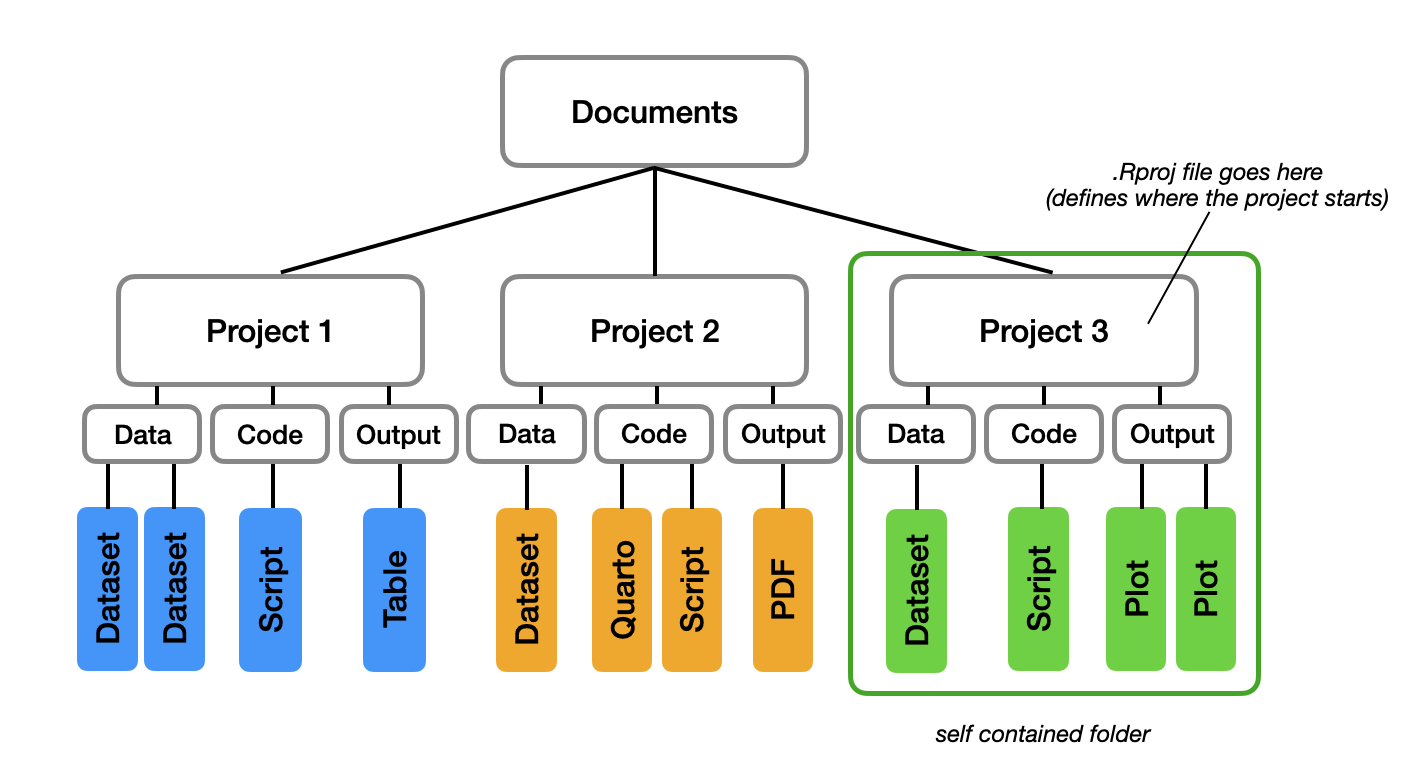 Documents
.Rproj file goes here
(defines where the project starts)
Project 1
Project 2
Project 3
Data
Code
Output
Data
Code
Output
Data
Code
Output
Dataset
Dataset
Script
Table
Dataset
Quarto
Script
PDF
Dataset
Script
Plot
Plot
self contained folder